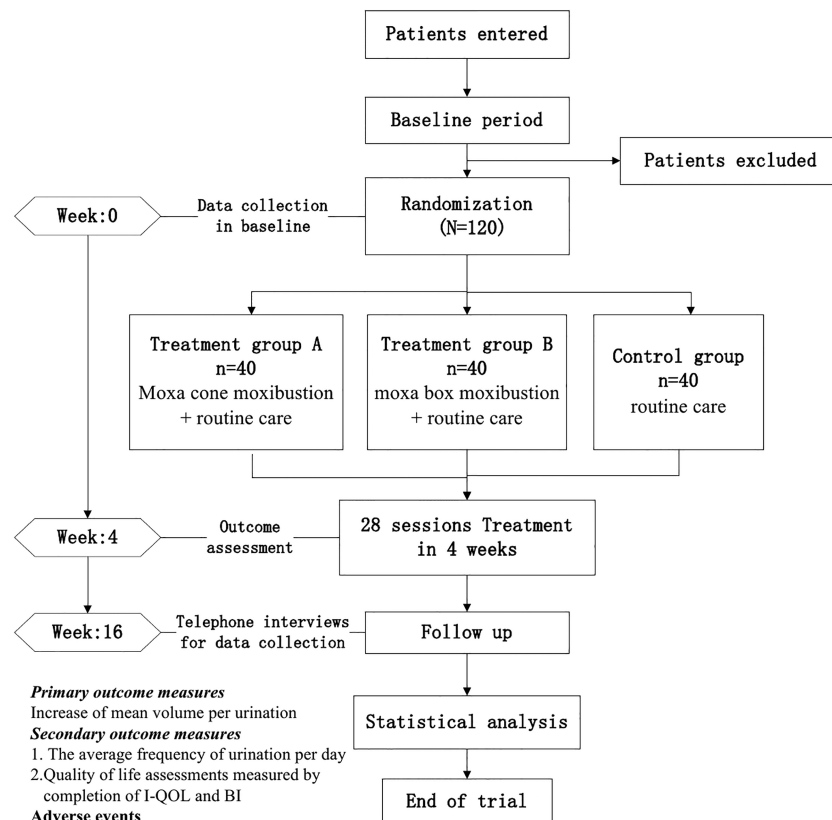 Patients entered
Baseline period
Patients excluded
Week:0
Data collection
in baseline
Randomization
(N=120)
Treatment group A
n=40
Moxa cone moxibustion
+ routine care
Treatment group B
n=40
moxa box moxibustion
+ routine care
Control group
n=40
routine care
Week:4
Outcome
assessment
28 sessions Treatment
in 4 weeks
Week:16
Telephone interviews
for data collection
Follow up
Primary outcome measures
Increase of mean volume per urination
Secondary outcome measures
1. The average frequency of urination per day
2.Quality of life assessments measured by
completion of I-QOL and BI
Adverse events
Statistical analysis
End of trial